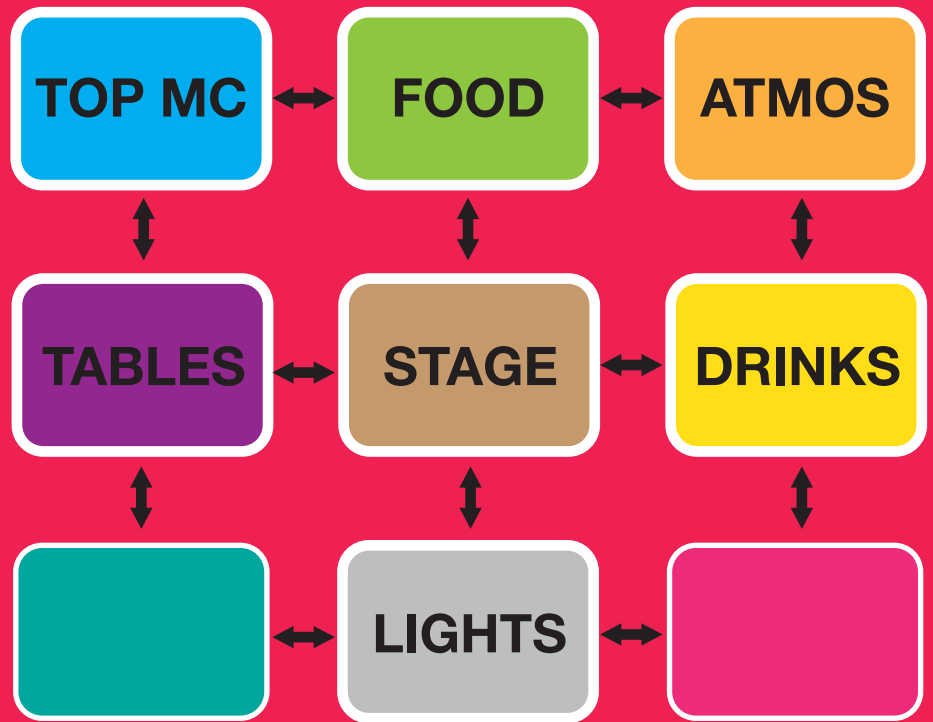 TOP MC
FOOD
ATMOS
TABLES
STAGE
DRINKS
LIGHTS